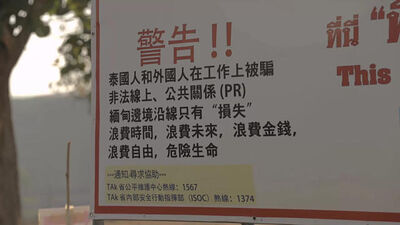 警告!!
ที่นี่ "
This
泰國人和外國人在工作上被騙
非法線上、公共關係 (PR)
緬甸邊境沿線只有“損失”
浪費時間，浪費未來，浪費金錢，
浪費自由，危險生命
---通知-尋求協助---
TAk 省公平維護中心熱線：1567
TAk 省內部安全行動指揮部 (ISOC) 熱線：1374